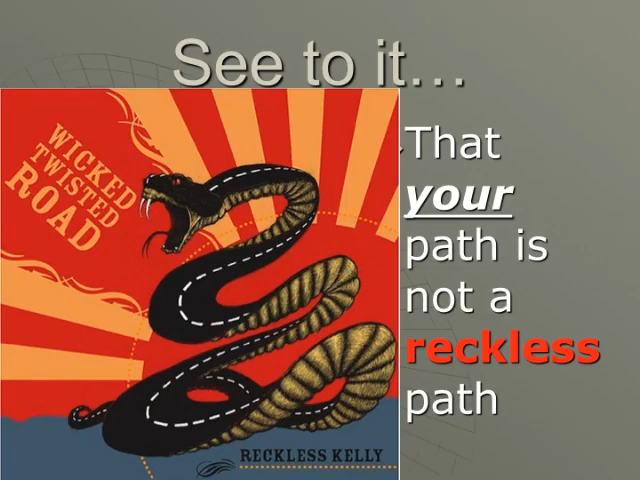 See to it…
WICKED
TWISTED
ROAD
RECKLESS KELLY
That
your
path is
not a
reckless
path